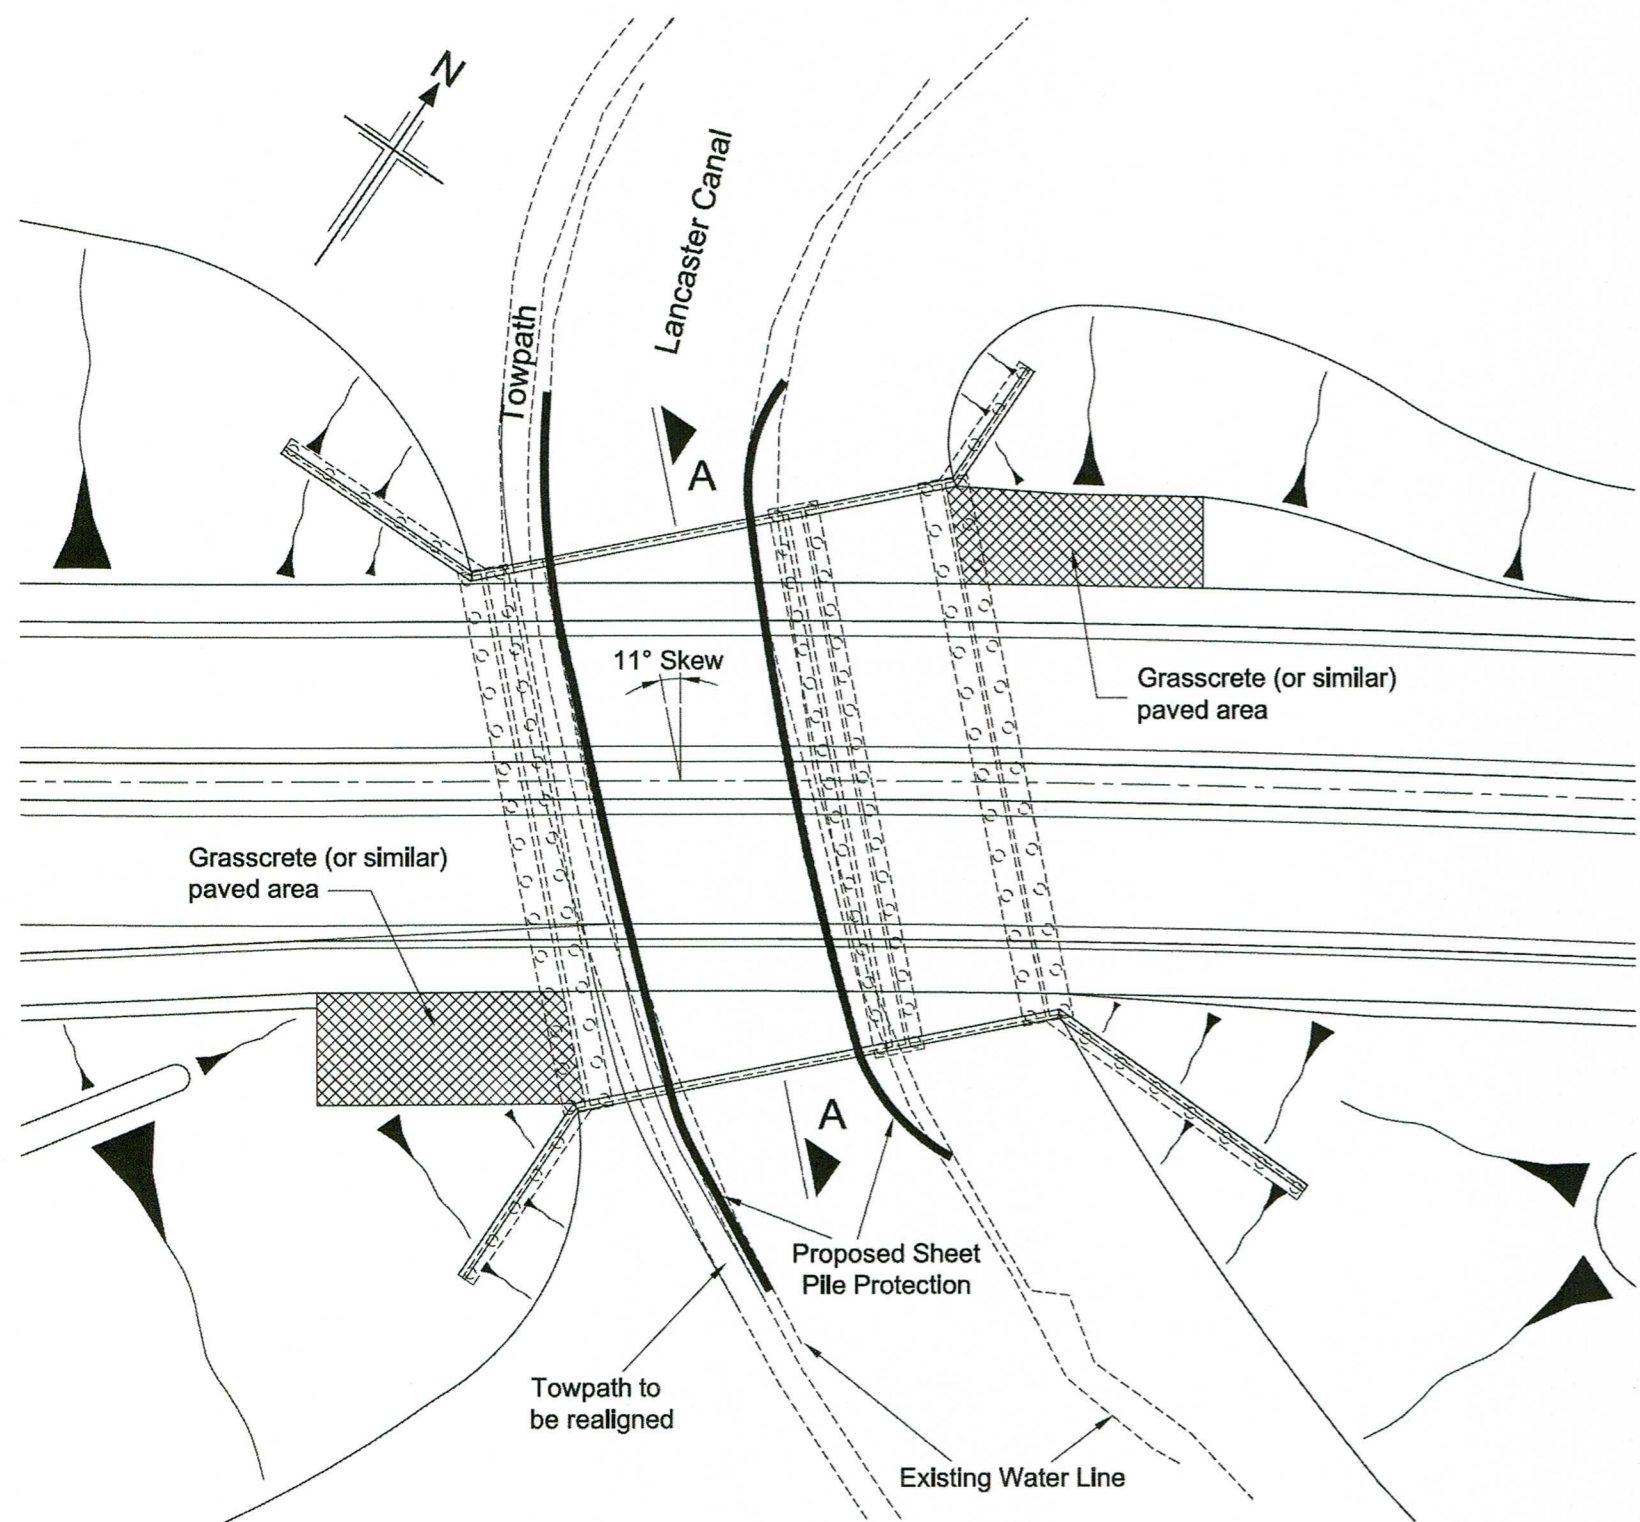 N
Lancaster Canal
Towpath
A
11° Skew
Grasscrete (or similar)
paved area
Grasscrete (or similar)
paved area
A
Proposed Sheet
Pile Protection
Towpath to
be realigned
Existing Water Line